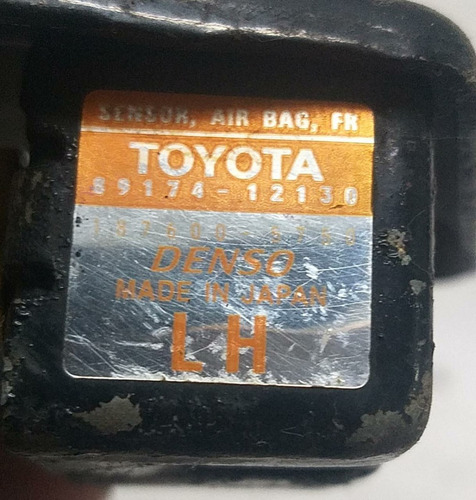 SENSOR, AIR BAG, FR
TOYOTA
89174-12130
DENSO
MADE IN JAPAN
LH